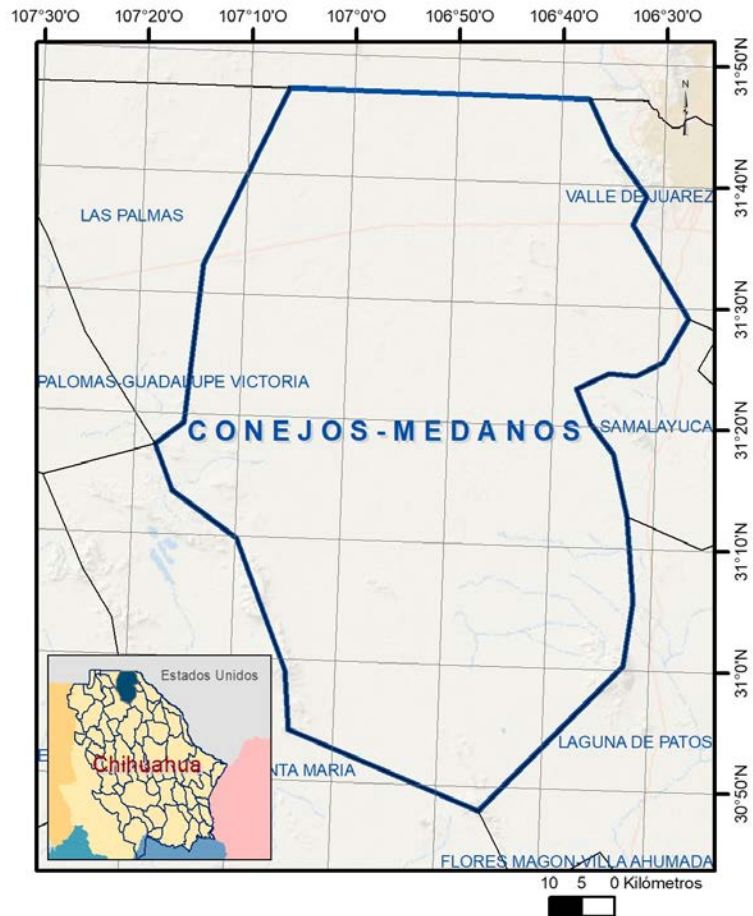 107°30'O 107°20'O 107°10'O 107°0'O 106°50'O 106°40'O 106°30'O
31°50'N
N
31°40'N
VALLE DE JUAREZ
LAS PALMAS
31°30'N
PALOMAS-GUADALUPE VICTORIA
31°20'N
CONEJOS-MEDANOS
SAMALAYUCA
31°10'N
31°0'N
Estados Unidos
LAGUNA DE PATOS
E
Chihuahua
NTA MARIA
30°50'N
FLORES MAGON-VILLA AHUMADA
10 5 0 Kilómetros